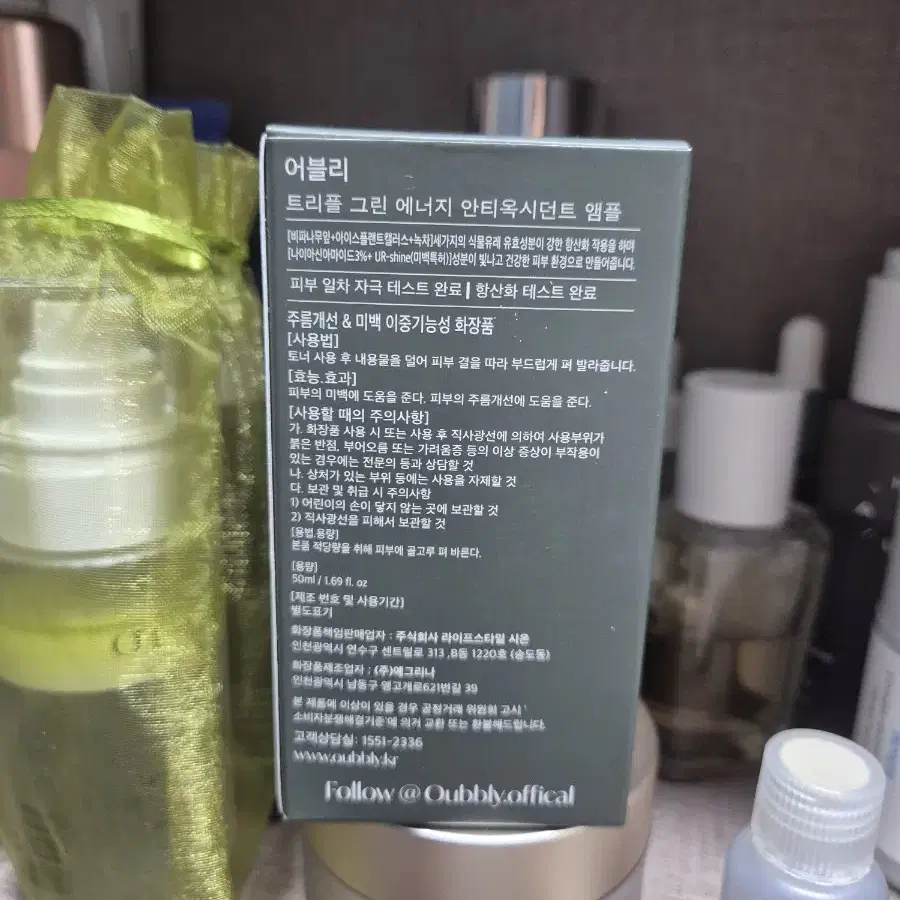 어블리
트리플 그린 에너지 안티옥시던트 앰플
[비파나무잎+아이스플랜트캘러스+녹차]세가지의 식물유래 유효성분이 강한 항산화 작용을 하며
[나이아신아마이드3%+ UR-shine(미백특허)]성분이 빛나고 건강한 피부 환경으로 만들어줍니다.
피부 일차 자극 테스트 완료 | 항산화 테스트 완료
주름개선 & 미백 이중기능성 화장품
[사용법]
토너 사용 후 내용물을 덜어 피부 결을 따라 부드럽게 펴 발라줍니다.
[효능.효과]
피부의 미백에 도움을 준다. 피부의 주름개선에 도움을 준다.
[사용할 때의 주의사항]
가. 화장품 사용 시 또는 사용 후 직사광선에 의하여 사용부위가
붉은 반점, 부어오름 또는 가려움증 등의 이상 증상이 부작용이
있는 경우에는 전문의 등과 상담할 것
나. 상처가 있는 부위 등에는 사용을 자제할 것
다. 보관 및 취급 시 주의사항
1) 어린이의 손이 닿지 않는 곳에 보관할 것
2) 직사광선을 피해서 보관할 것
[용법.용량]
본품 적당량을 취해 피부에 골고루 펴 바른다.
[용량]
50ml / 1.69 fl. oz
[제조 번호 및 사용기간]
별도표기
화장품책임판매업자 : 주식회사 라이프스타일 시온
인천광역시 연수구 센트럴로 313 ,B동 1220호 (송도동)
화장품제조업자 : (주)에그리나
인천광역시 남동구 앵고개로621번길 39
본 제품에 이상이 있을 경우 공정거래 위원회 고시
소비자분쟁해결기준에 의거 교환 또는 환불해드립니다.
고객상담실: 1551-2336
www.oubbly.kr
Follow @ Oubbly.offical